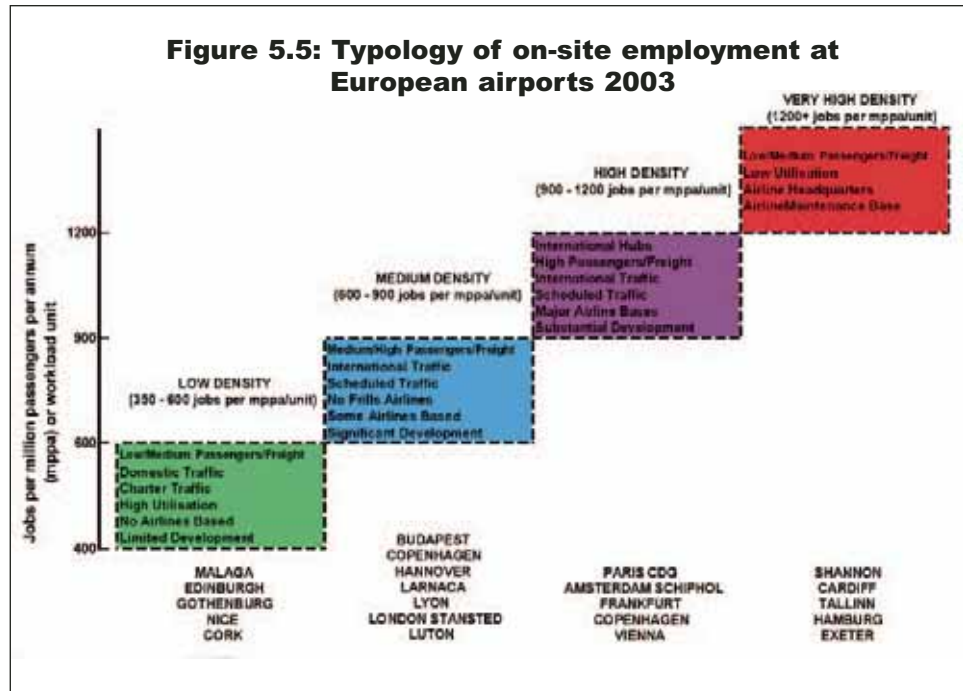 Figure 5.5: Typology of on-site employment at
European airports 2003
VERY HIGH DENSITY
(1200+ jobs per mppa/unit)
Low/Medium Passengers/Freight
Low Utilisation
Airline Headquarters
AirlineMaintenance Base
HIGH DENSITY
(900 - 1200 jobs per mppa/unit)
International Hubs
High Passengers/Freight
International Traffic
Scheduled Traffic
Major Airline Bases
Substantial Development
MEDIUM DENSITY
(600 - 900 jobs per mppa/unit)
Medium/High Passengers/Freight
International Traffic
Scheduled Traffic
No Frills Airlines
Some Airlines Based
Significant Development
LOW DENSITY
(350 - 600 jobs per mppa/unit)
Low/Medium Passengers/Freight
Domestic Traffic
Charter Traffic
High Utilisation
No Airlines Based
Limited Development
Jobs per million passengers per annum
(mppa) or workload unit
1200
900
600
400
MALAGA
EDINBURGH
GOTHENBURG
NICE
CORK
BUDAPEST
COPENHAGEN
HANNOVER
LARNACA
LYON
LONDON STANSTED
LUTON
PARIS CDG
AMSTERDAM SCHIPHOL
FRANKFURT
COPENHAGEN
VIENNA
SHANNON
CARDIFF
TALLINN
HAMBURG
EXETER